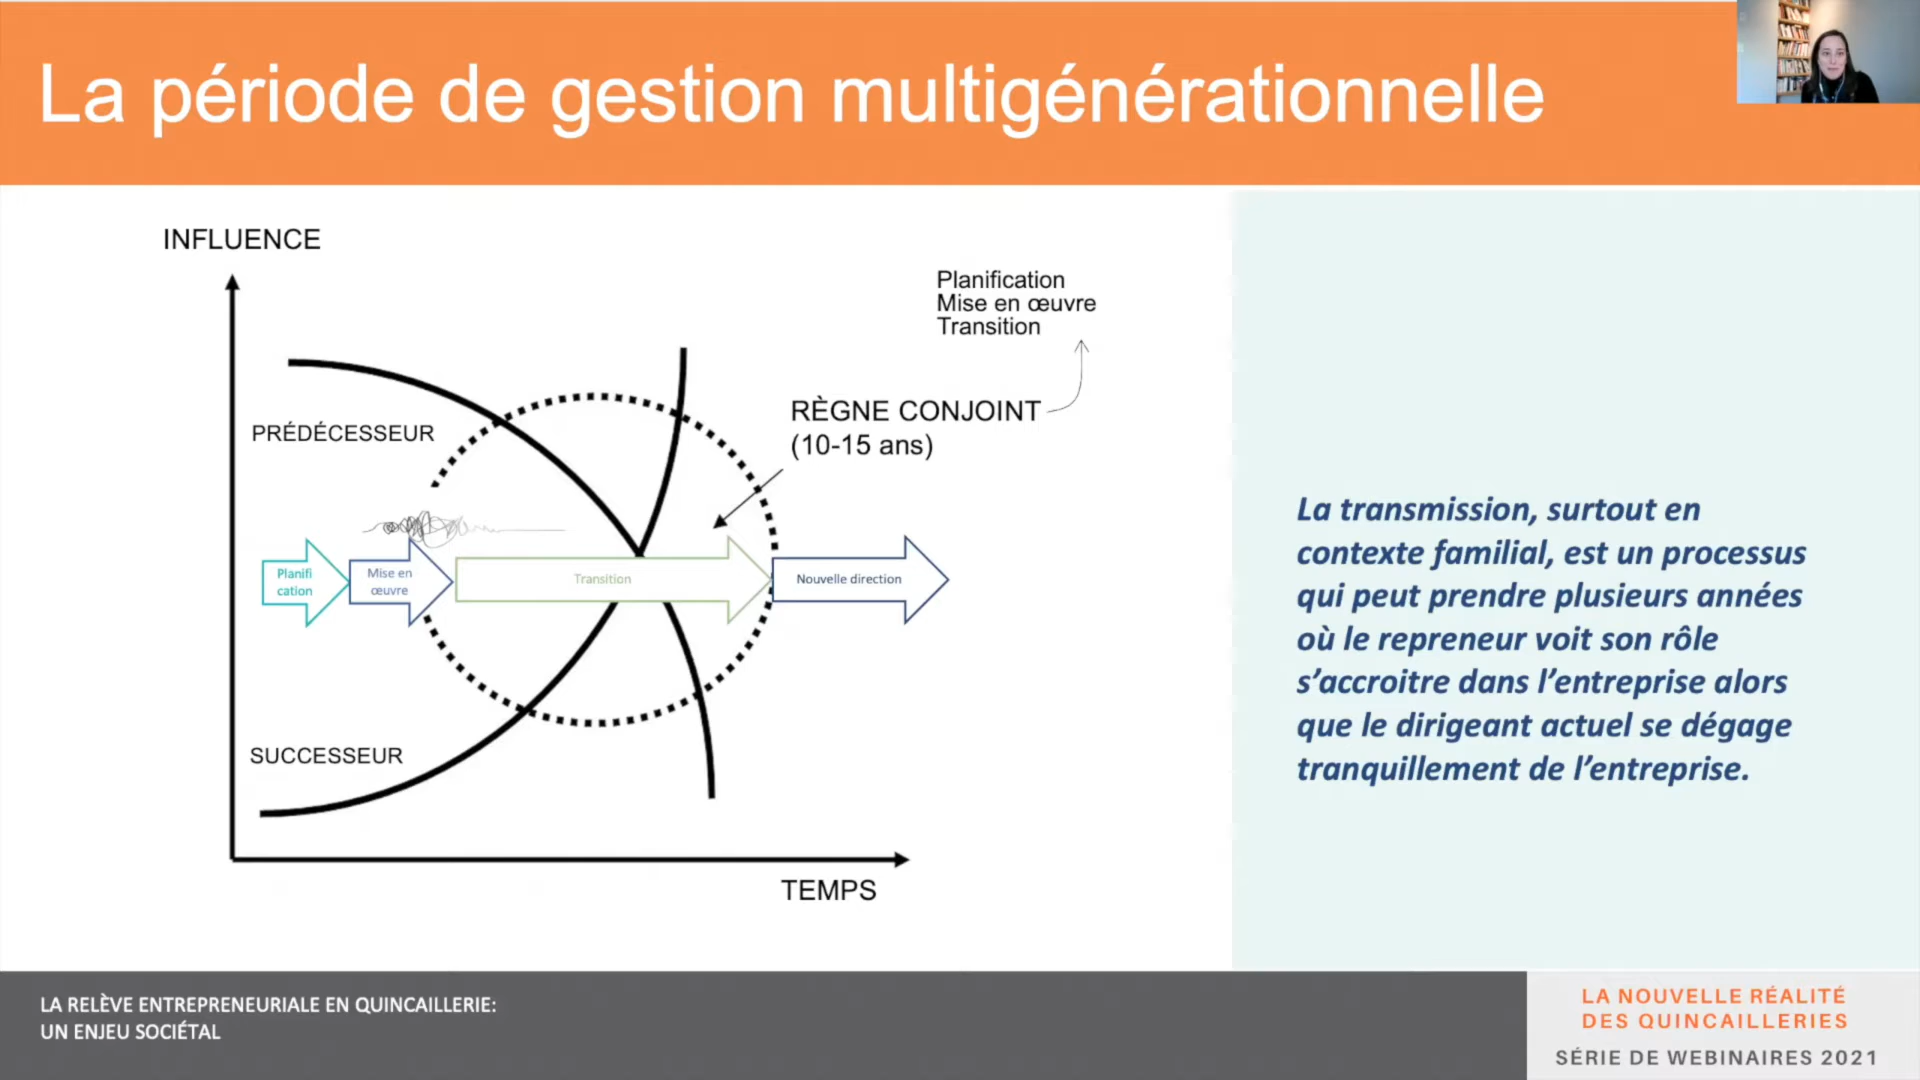 La période de gestion multigénérationnelle
INFLUENCE
Planification
Mise en œuvre
Transition
RÈGNE CONJOINT
(10-15 ans)
PRÉDÉCESSEUR
Planifi
cation
Mise en
œuvre
Transition
Nouvelle direction
SUCCESSEUR
TEMPS
La transmission, surtout en
contexte familial, est un processus
qui peut prendre plusieurs années
où le repreneur voit son rôle
s’accroitre dans l’entreprise alors
que le dirigeant actuel se dégage
tranquillement de l’entreprise.
LA RELÈVE ENTREPRENEURIALE EN QUINCAILLERIE:
UN ENJEU SOCIÉTAL
LA NOUVELLE RÉALITÉ
DES QUINCAILLERIES
SÉRIE DE WEBINAIRES 2021